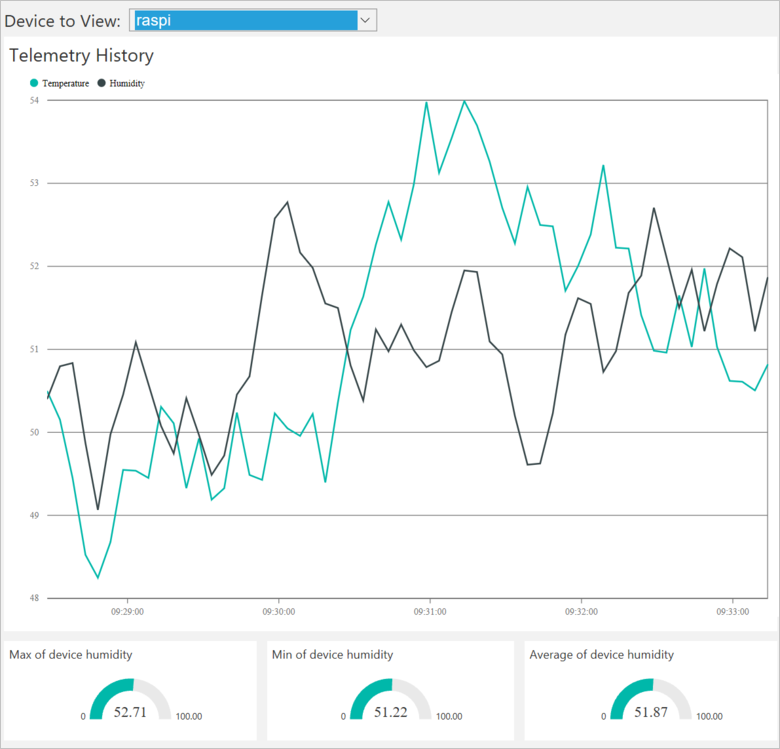 Device to View: raspi
Telemetry History
Temperature Humidity
54
53
52
51
50
49
48
09:29:00 09:30:00 09:31:00 09:32:00 09:33:00
Max of device humidity Min of device humidity Average of device humidity
0 52.71 100.00 0 51.22 100.00 0 51.87 100.00